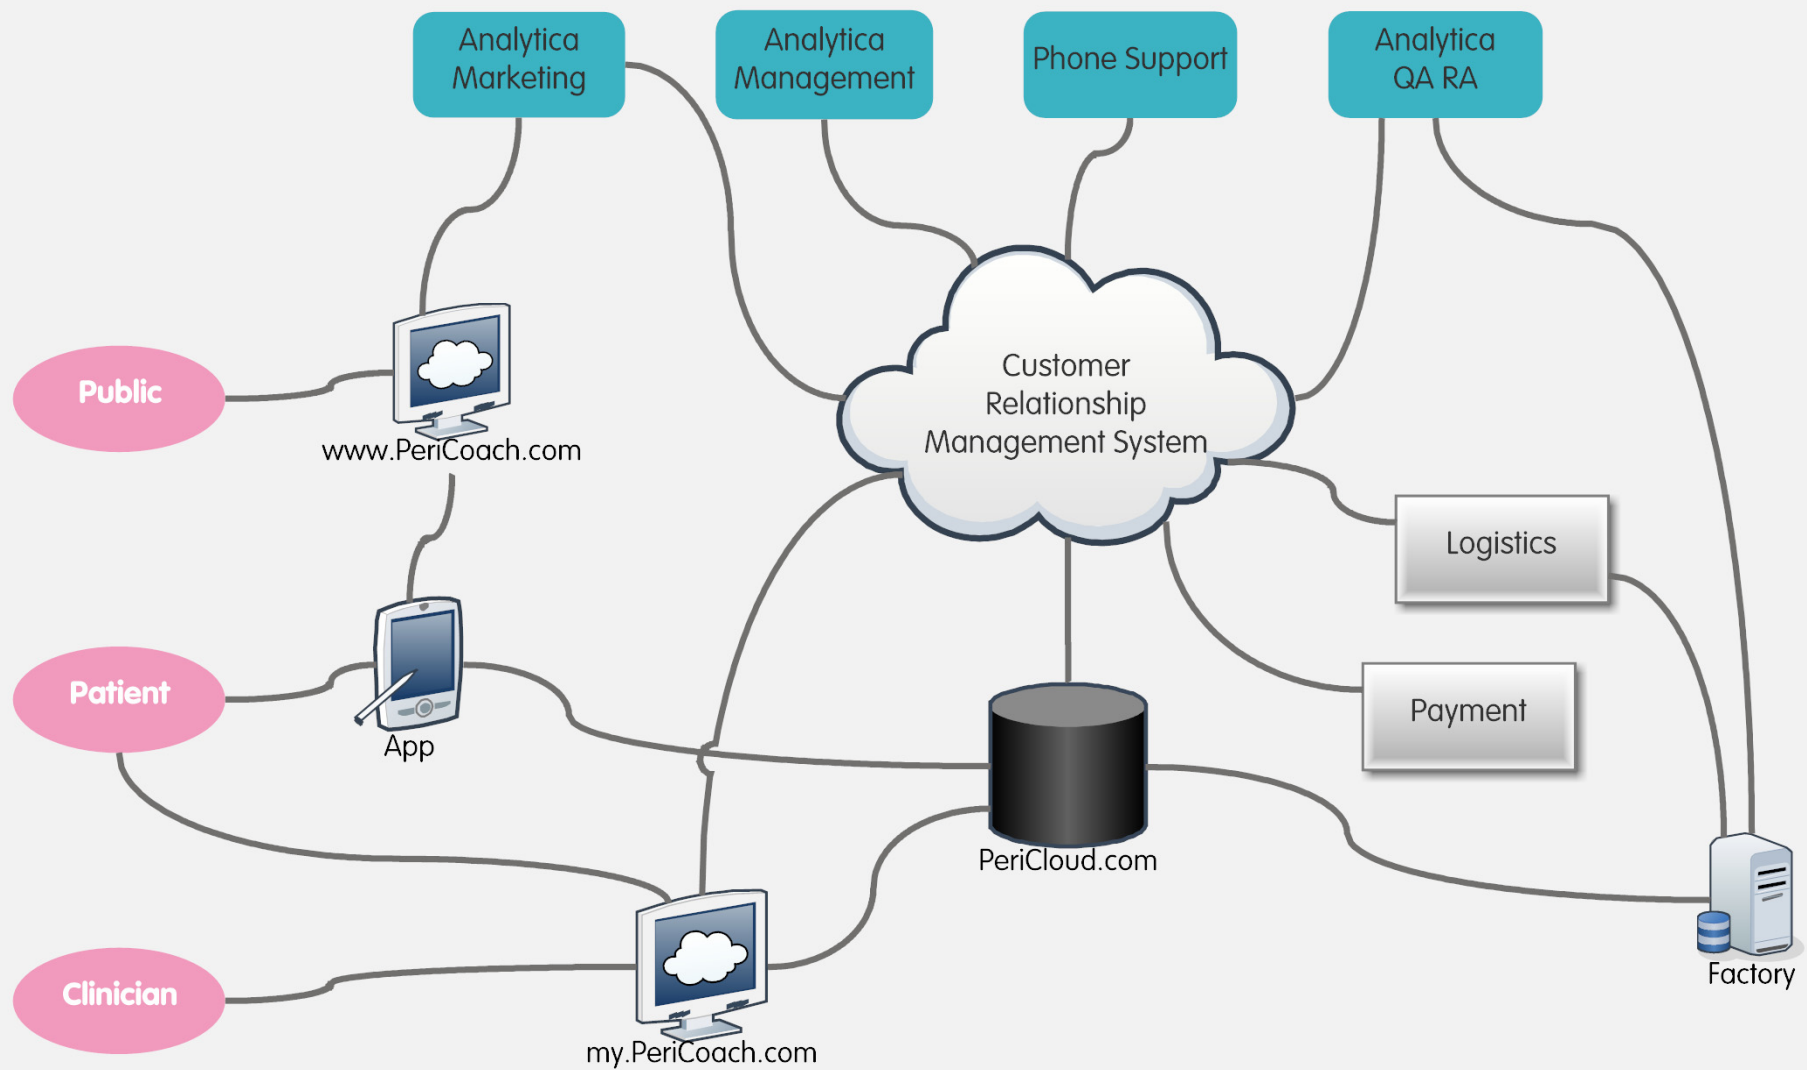 Analytica
Marketing
Analytica
Management
Phone Support
Analytica
QA RA
Public
www.PeriCoach.com
Customer
Relationship
Management System
Logistics
Patient
App
Payment
PeriCloud.com
Clinician
my.PeriCoach.com
Factory